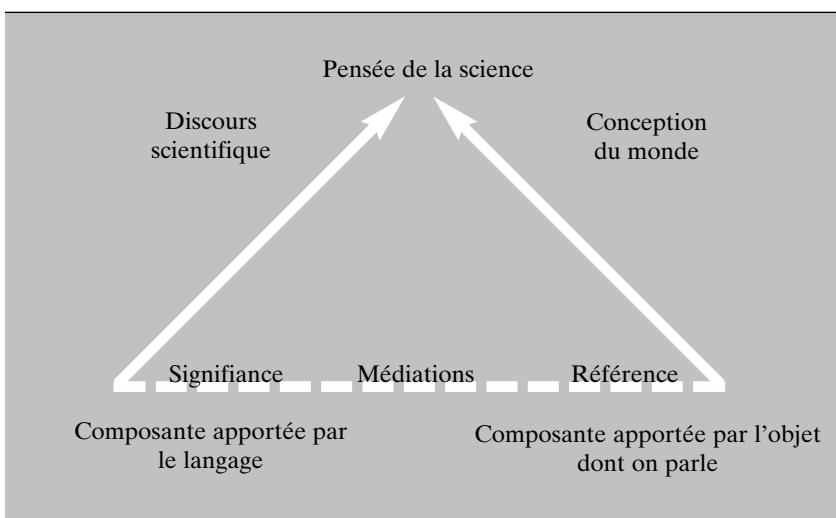 Pensée de la science
Discours
scientifique
Conception
du monde
Signifiance
Médiations
Référence
Composante apportée par
le langage
Composante apportée par l'objet
dont on parle